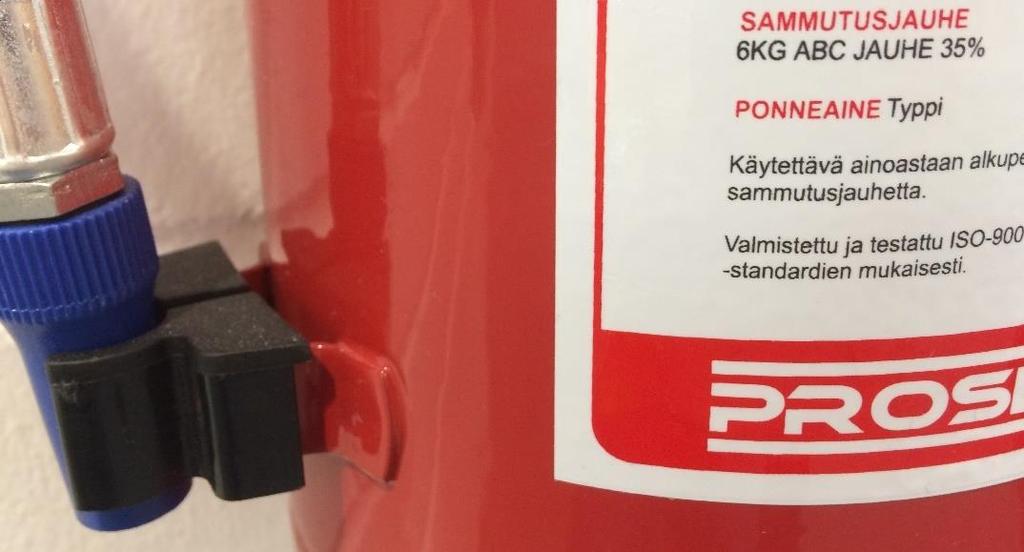 SAMMUTUSJAUHE
6KG ABC JAUHE 35%
PONNEAINE Typpi
Käytettävä ainoastaan
sammutusjauhetta.
Valmistettu ja testattu
-standardien mukaisesti.